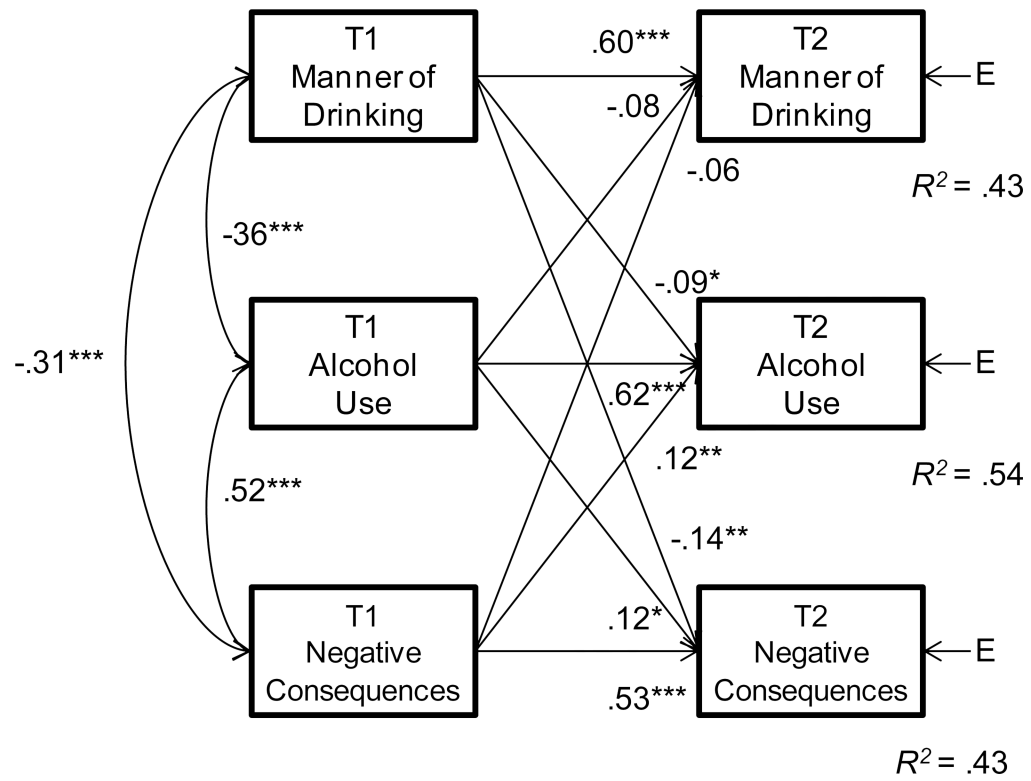 T1
Manner of
Drinking
.60***
T2
Manner of
Drinking
E
-.08
-.06
R² = .43
-36***
-.09*
T1
Alcohol
Use
T2
Alcohol
Use
E
-.31***
.62***
.12**
R² = .54
.52***
-.14**
T1
Negative
Consequences
.12*
T2
Negative
Consequences
E
.53***
R² = .43